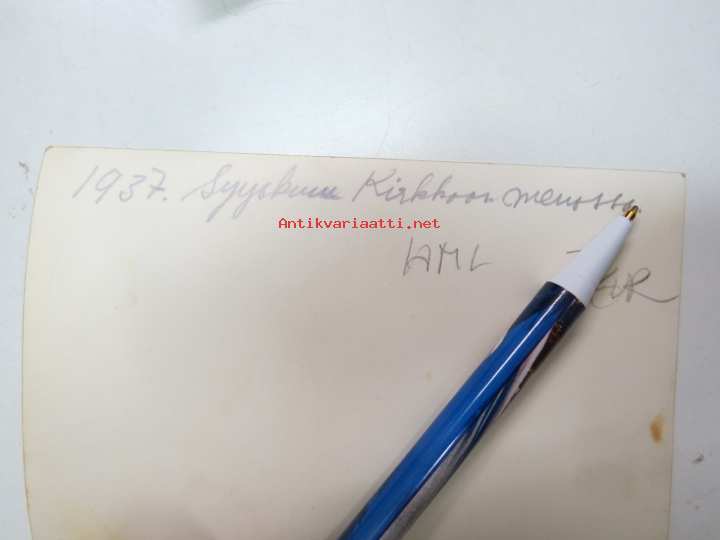 1937. Syyskuu Kirkkoon menossa
Antikvariaatti.net
HML